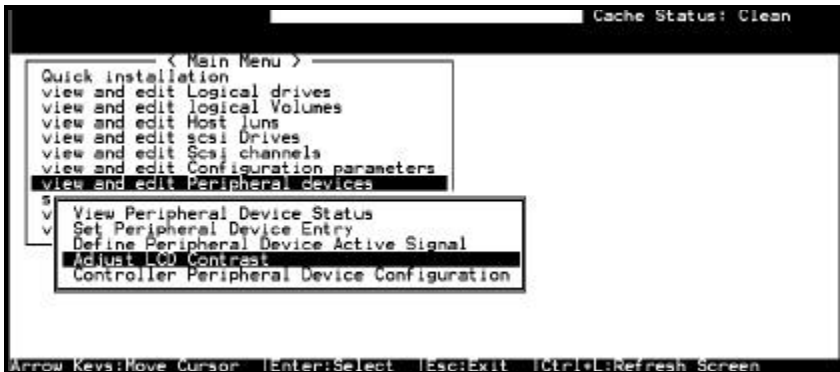 Cache Status: Clean
< Main Menu >
Quick installation
view and edit Logical drives
view and edit logical Volumes
view and edit Host luns
view and edit scsi Drives
view and edit Scsi channels
view and edit Configuration parameters
view and edit Peripheral devices
s
v
v
View Peripheral Device Status
Set Peripheral Device Entry
Define Peripheral Device Active Signal
Adjust LCD Contrast
Controller Peripheral Device Configuration
Arrow Keys:Move Cursor |Enter:Select |Esc:Exit |Ctrl+L:Refresh Screen